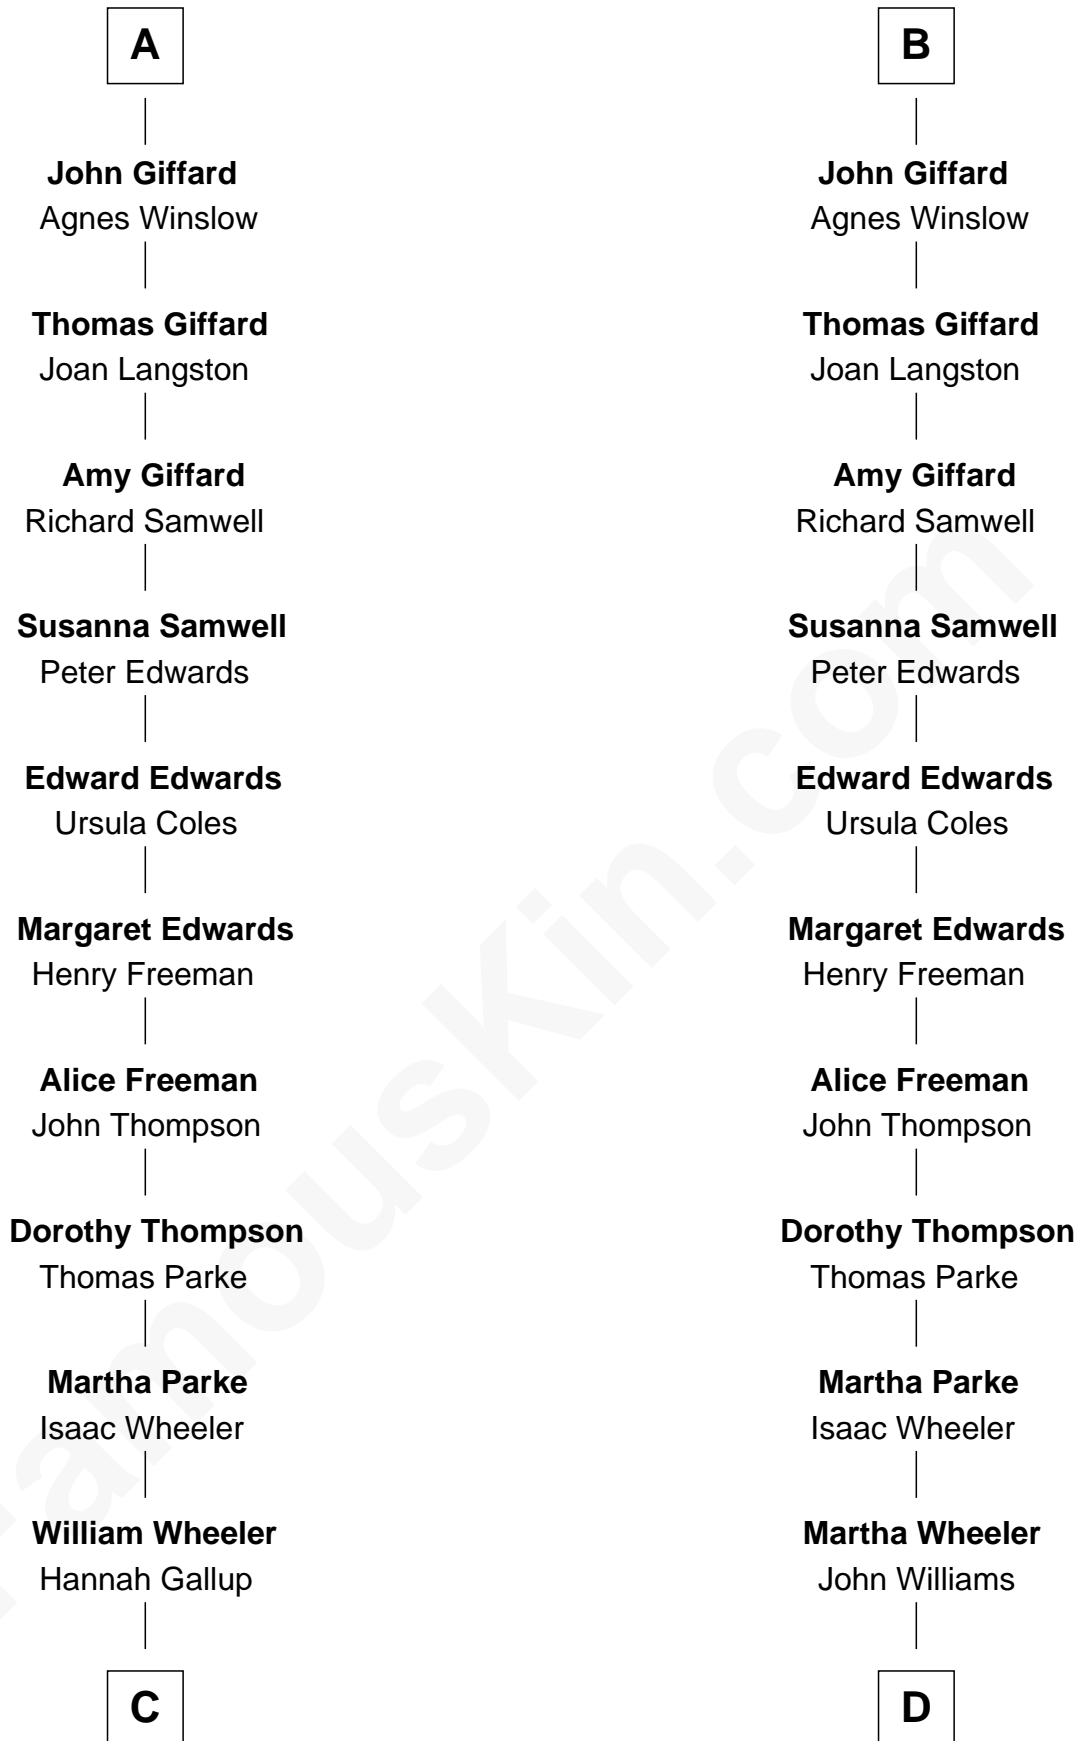 A
John Giffard
Agnes Winslow
Thomas Giffard
Joan Langston
Amy Giffard
Richard Samwell
Susanna Samwell
Peter Edwards
Edward Edwards
Ursula Coles
Margaret Edwards
Henry Freeman
Alice Freeman
John Thompson
Dorothy Thompson
Thomas Parke
Martha Parke
Isaac Wheeler
William Wheeler
Hannah Gallup
C
B
John Giffard
Agnes Winslow
Thomas Giffard
Joan Langston
Amy Giffard
Richard Samwell
Susanna Samwell
Peter Edwards
Edward Edwards
Ursula Coles
Margaret Edwards
Henry Freeman
Alice Freeman
John Thompson
Dorothy Thompson
Thomas Parke
Martha Parke
Isaac Wheeler
Martha Wheeler
John Williams
D
FamousKin.com